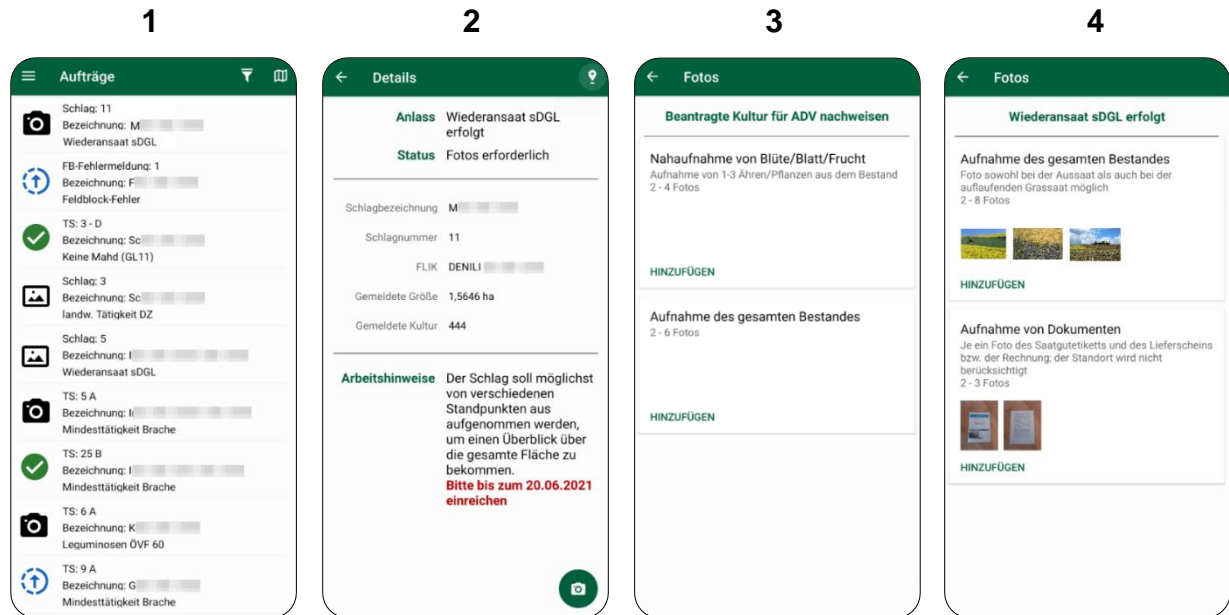 1
2
3
4
Aufträge
Schlag: 11
Bezeichnung: M
Wiederansaat sDGL
FB-Fehlermeldung: 1
Bezeichnung: F
Feldblock-Fehler
TS: 3 - D
Bezeichnung: Sc
Keine Mahd (GL11)
Schlag: 3
Bezeichnung: Sc
landw. Tätigkeit DZ
Schlag: 5
Bezeichnung: I
Wiederansaat sDGL
TS: 5 A
Bezeichnung: Ir
Mindesttätigkeit Brache
TS: 25 B
Bezeichnung: I
Mindesttätigkeit Brache
TS: 6 A
Bezeichnung: K
Leguminosen ÖVF 60
TS: 9 A
Bezeichnung: G
Mindesttätigkeit Brache
Details
Anlass Wiederansaat sDGL
erfolgt
Status Fotos erforderlich
Schlagbezeichnung M
Schlagnummer 11
FLIK DENILI
Gemeldete Größe 1,5646 ha
Gemeldete Kultur 444
Arbeitshinweise Der Schlag soll möglichst
von verschiedenen
Standpunkten aus
aufgenommen werden,
um einen Überblick über
die gesamte Fläche zu
bekommen.
Bitte bis zum 20.06.2021
einreichen
Fotos
Beantragte Kultur für ADV nachweisen
Nahaufnahme von Blüte/Blatt/Frucht
Aufnahme von 1-3 Ähren/Pflanzen aus dem Bestand
2 - 4 Fotos
HINZUFÜGEN
Aufnahme des gesamten Bestandes
2 - 6 Fotos
HINZUFÜGEN
Fotos
Wiederansaat sDGL erfolgt
Aufnahme des gesamten Bestandes
Foto sowohl bei der Aussaat als auch bei der
auflaufenden Grassaat möglich
2 - 8 Fotos
HINZUFÜGEN
Aufnahme von Dokumenten
Je ein Foto des Saatgutetiketts und des Lieferscheins
bzw. der Rechnung; der Standort wird nicht
berücksichtigt
2 - 3 Fotos
HINZUFÜGEN